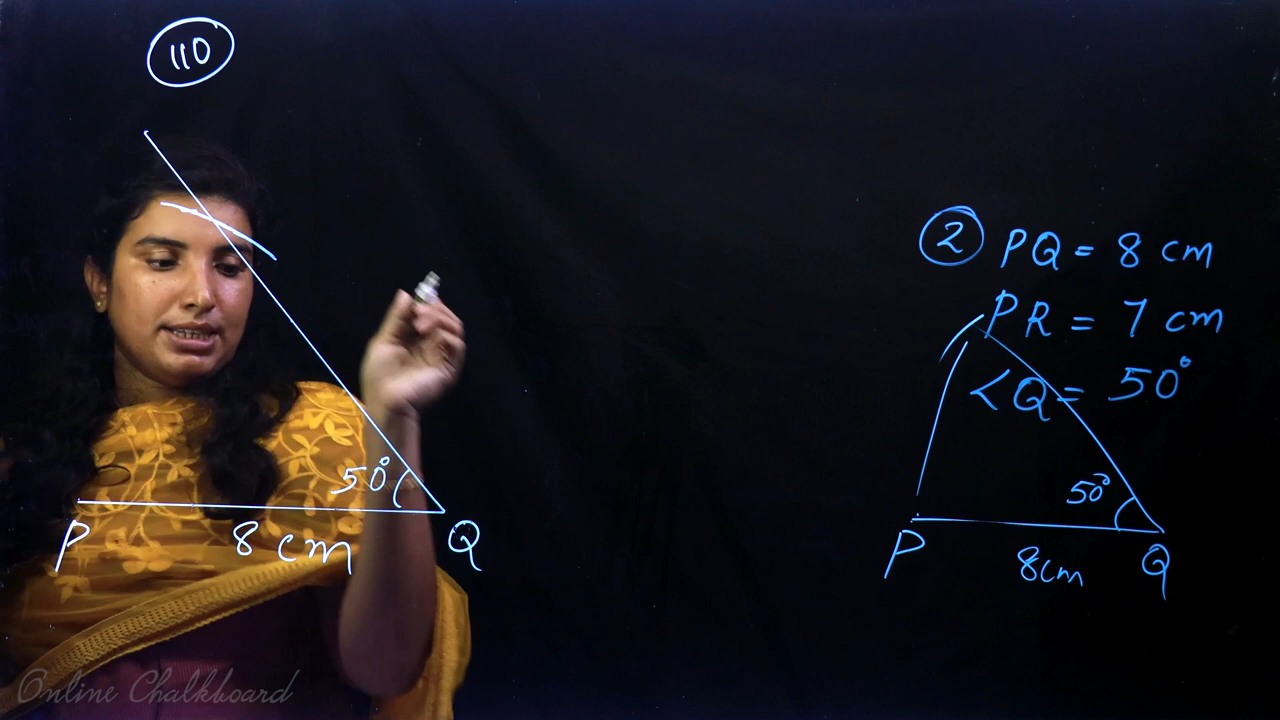 110
50°
P 8 cm Q
2 PQ = 8 cm
PR = 7 cm
∠Q = 50°
50°
P 8cm Q
Online Chalkboard